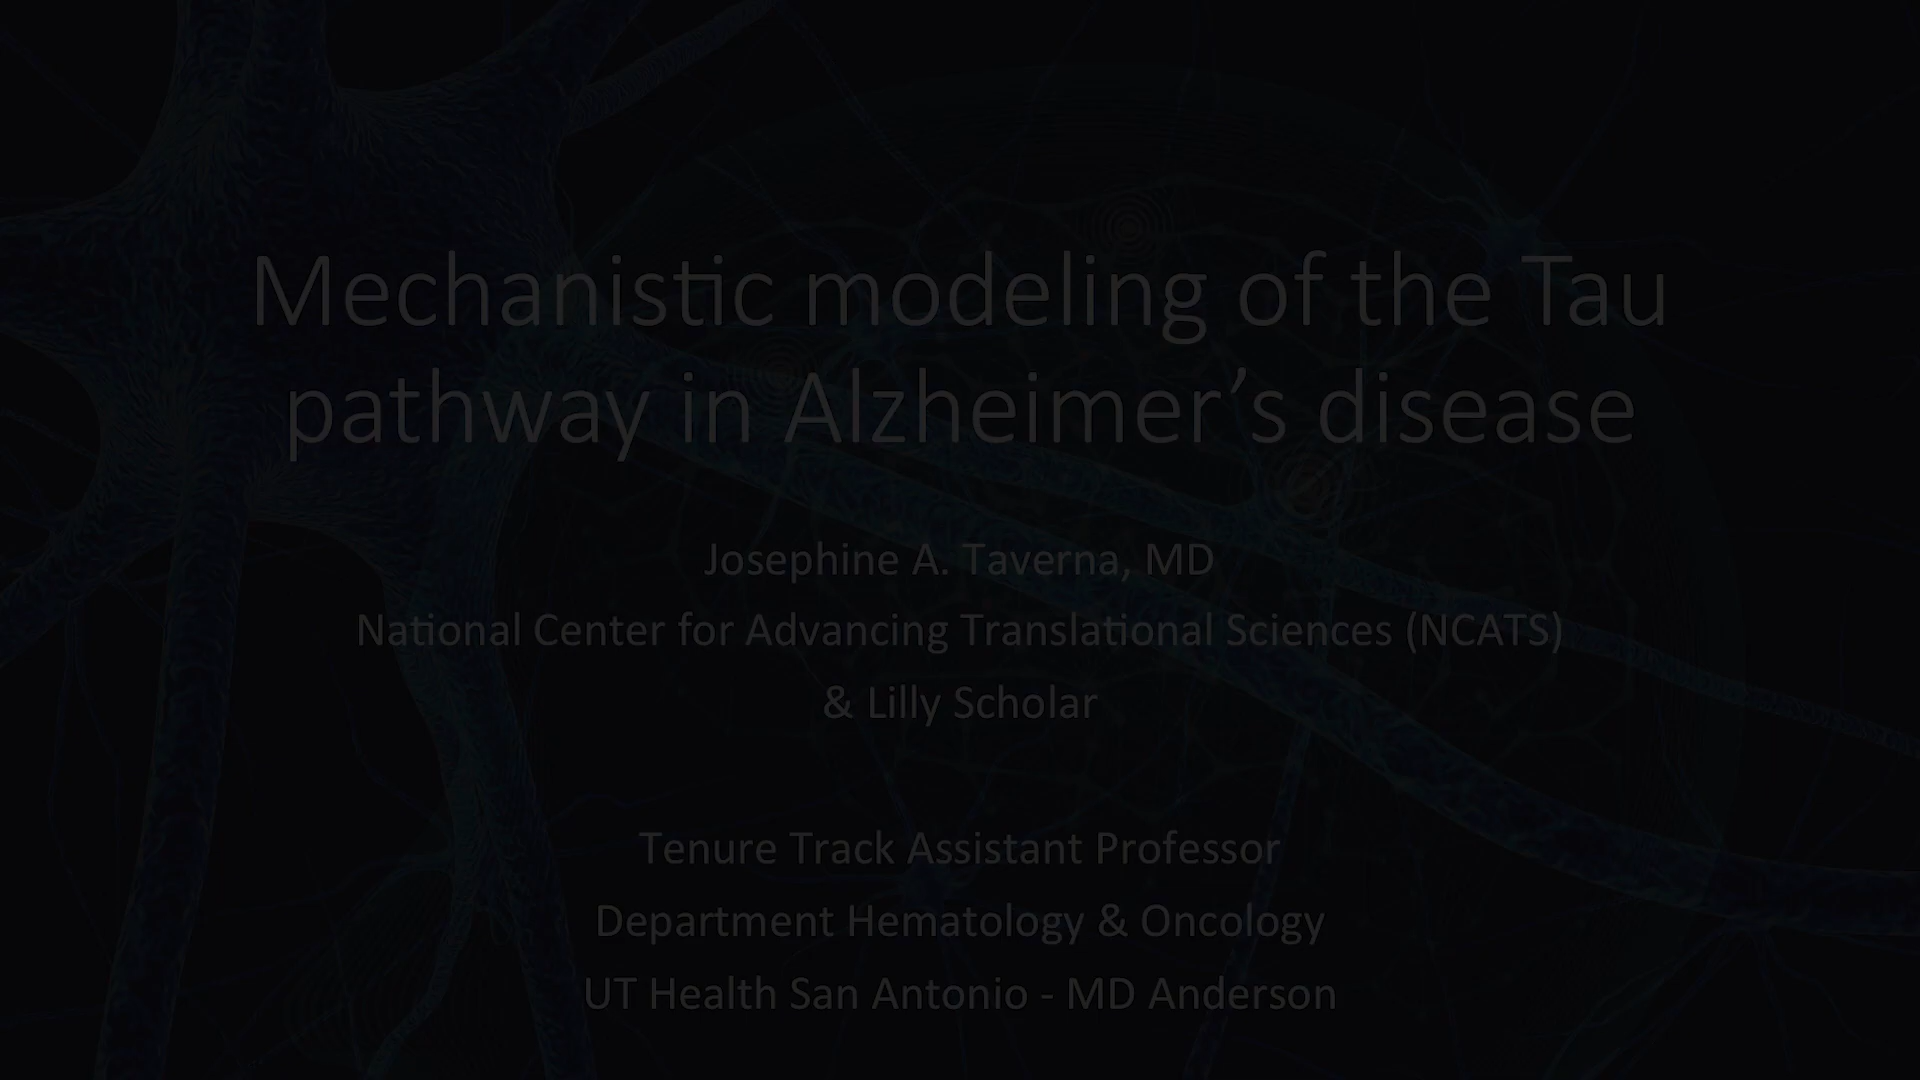 Mechanistic modeling of the Tau
pathway in Alzheimer’s disease
Josephine A. Taverna, MD
National Center for Advancing Translational Sciences (NCATS)
& Lilly Scholar
Tenure Track Assistant Professor
Department Hematology & Oncology
UT Health San Antonio - MD Anderson